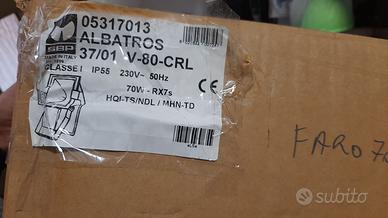 05317013
ALBATROS
37/01 V-80-CRL
SBP
MADE IN ITALY
CLASSE I IP55 230V~ 50Hz
70W - RX7s
HQI-TS/NDL / MHN-TD
CE
FARO 70
subito